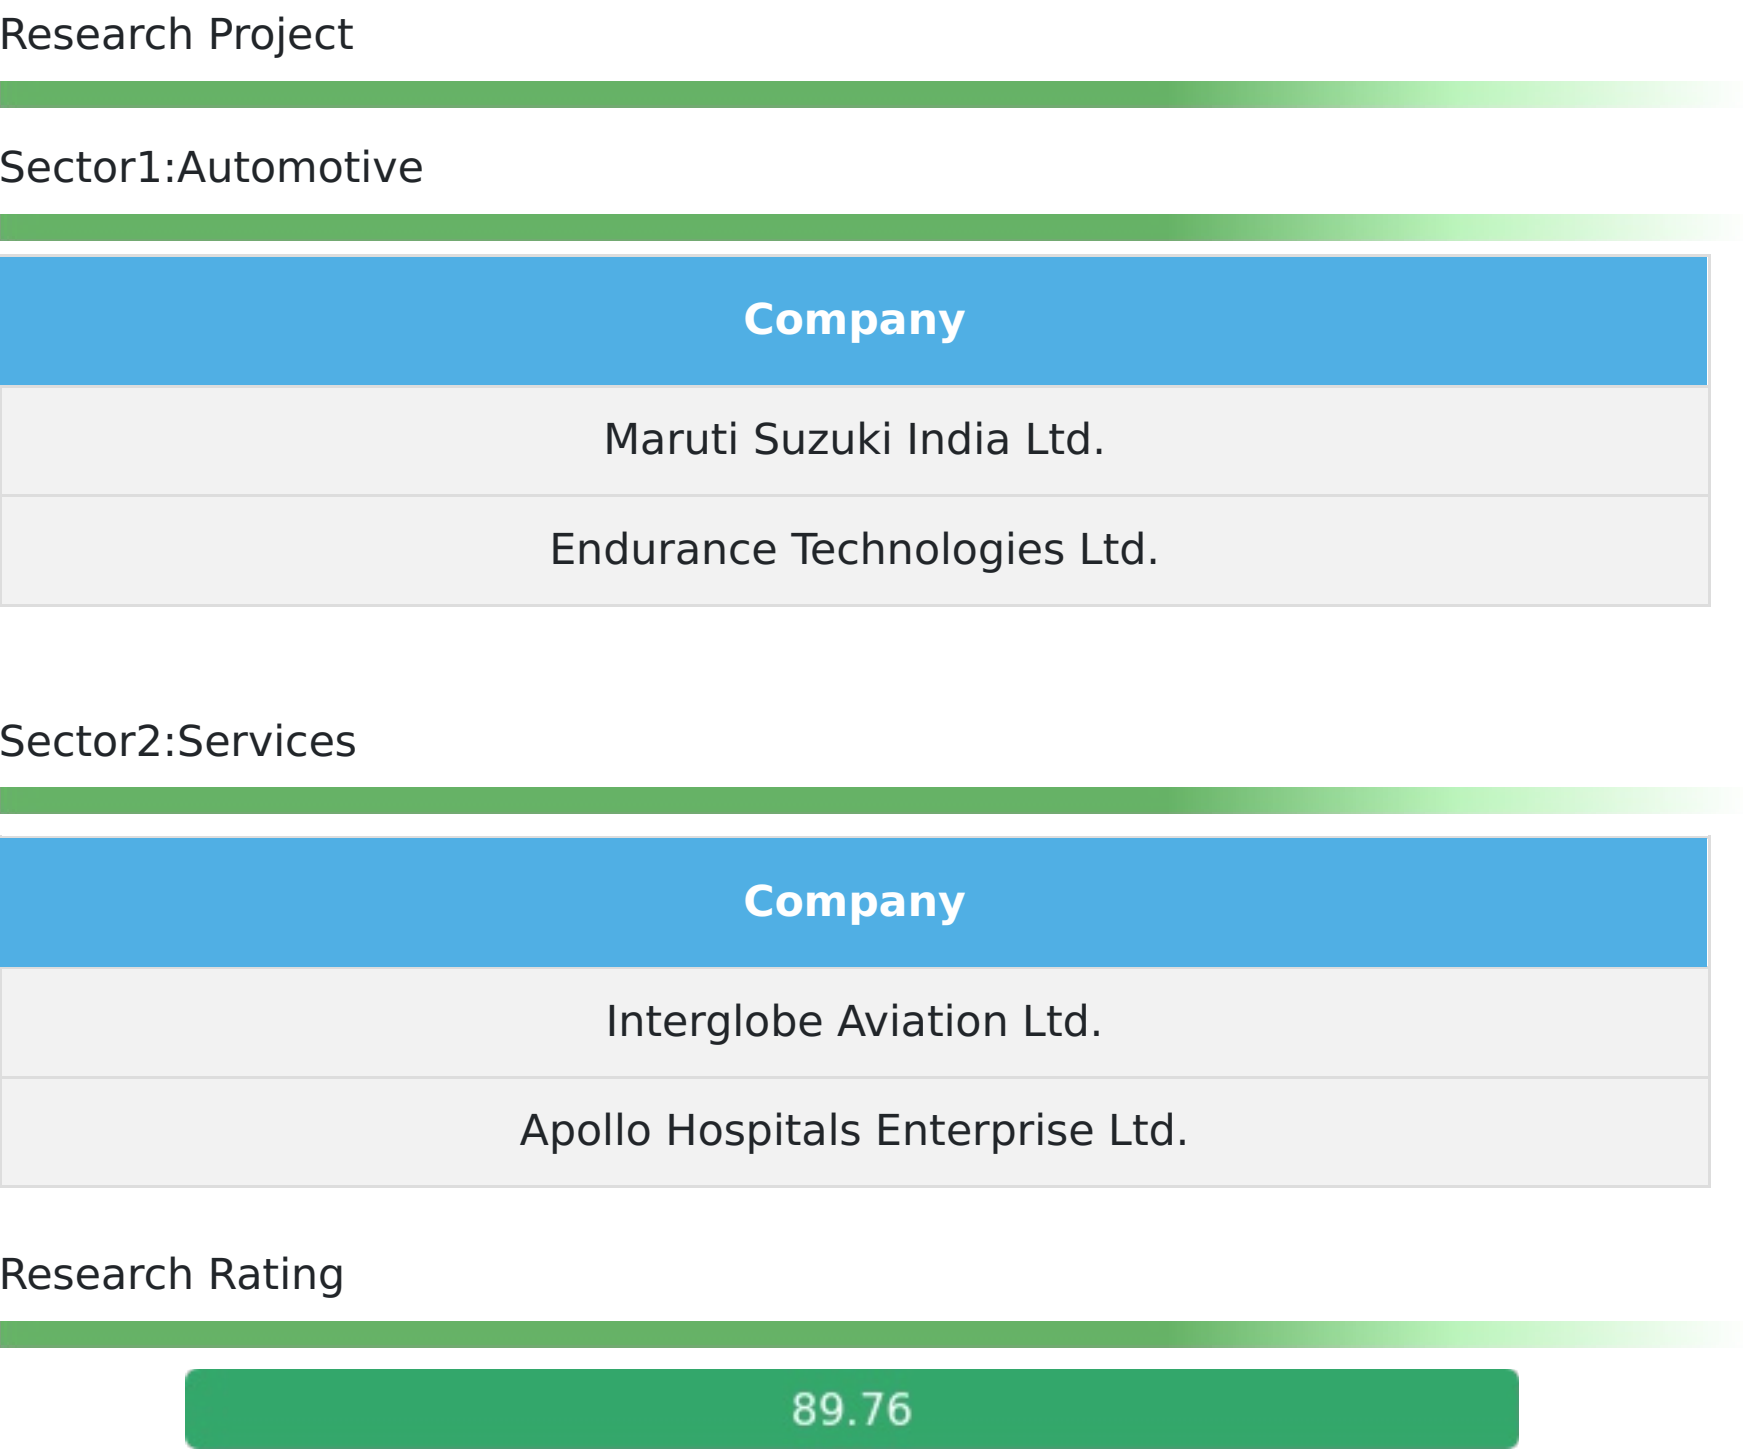 Research Project
Sector1:Automotive
Company
Maruti Suzuki India Ltd.
Endurance Technologies Ltd.
Sector2:Services
Company
Interglobe Aviation Ltd.
Apollo Hospitals Enterprise Ltd.
Research Rating
89.76